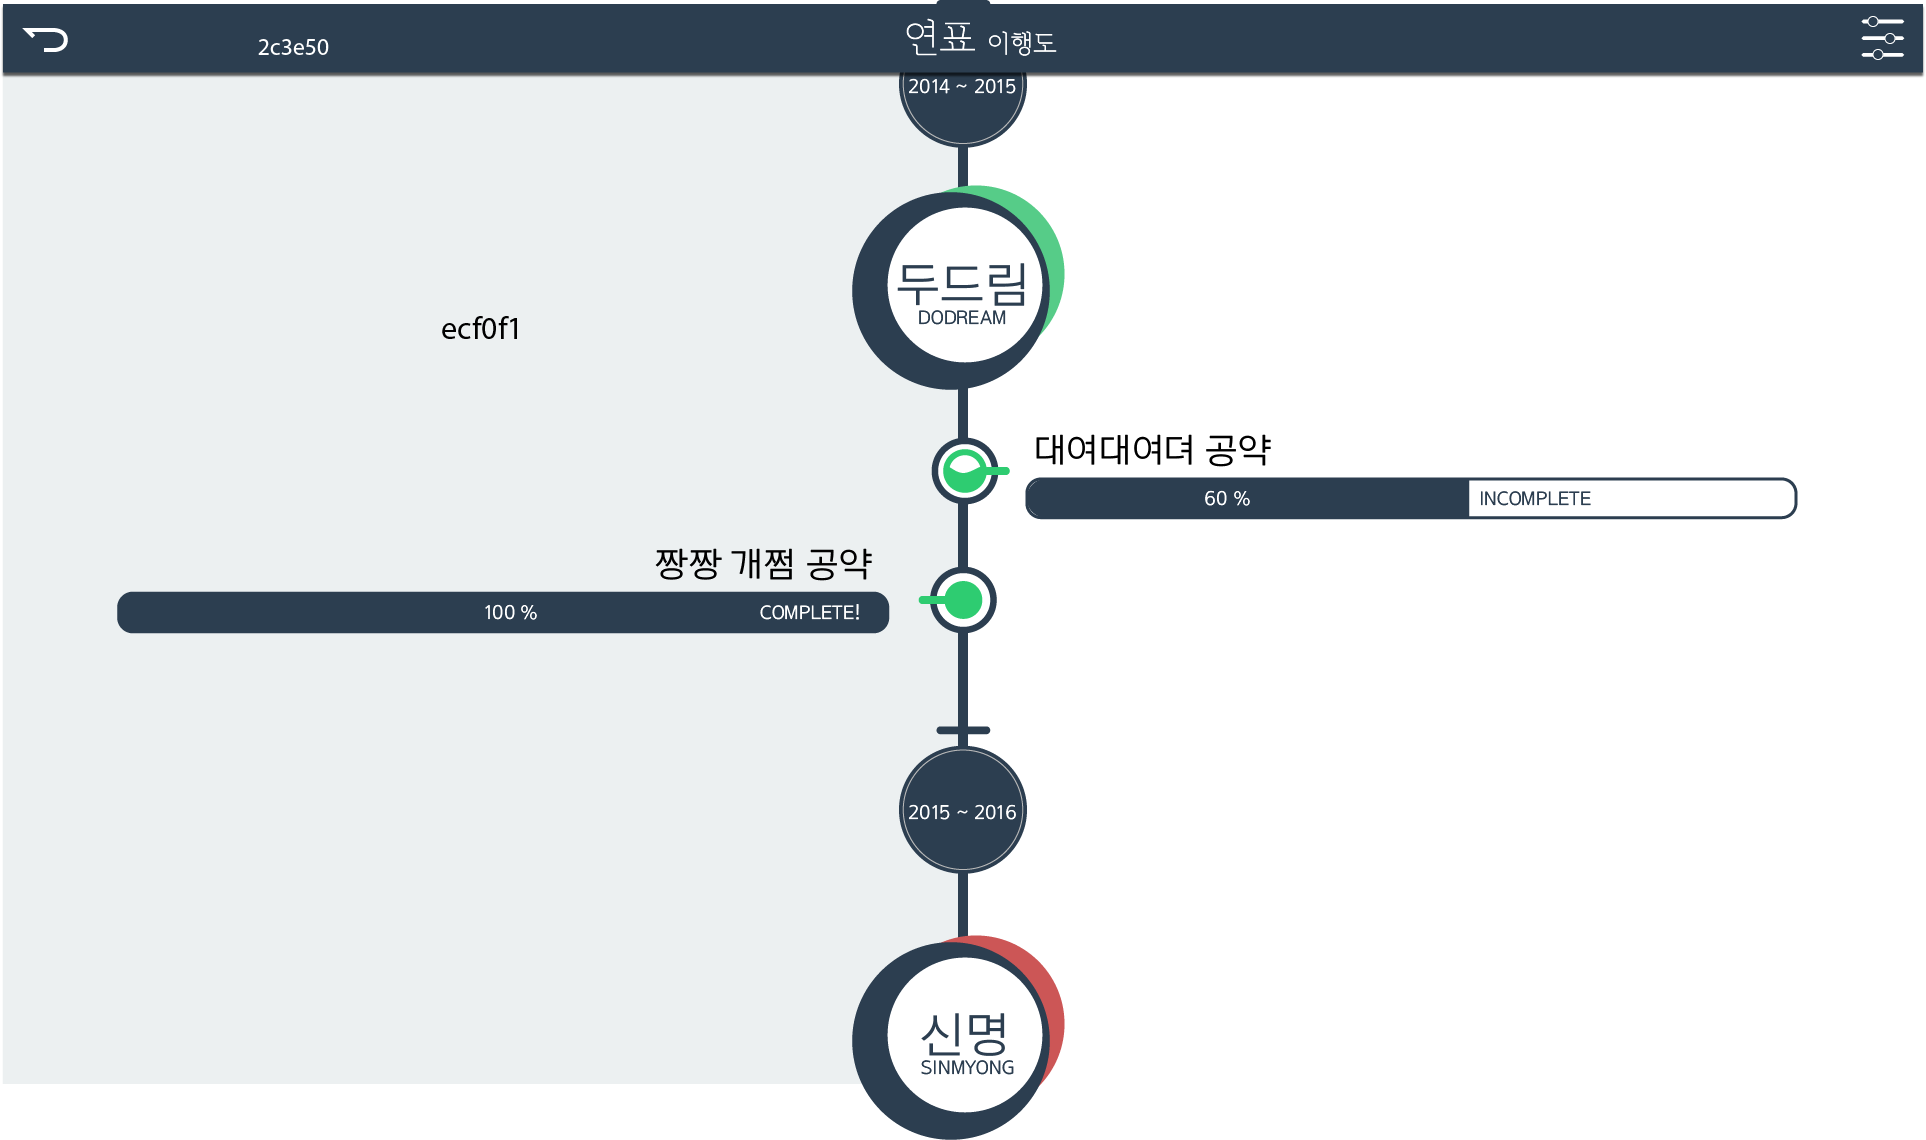 2c3e50
연표 이행도
2014 ~ 2015
두드림
DODREAM
ecf0f1
대여대여뎌 공약
60 %
INCOMPLETE
짱짱 개쩜 공약
100 %
COMPLETE!
2015 ~ 2016
신명
SINMYONG